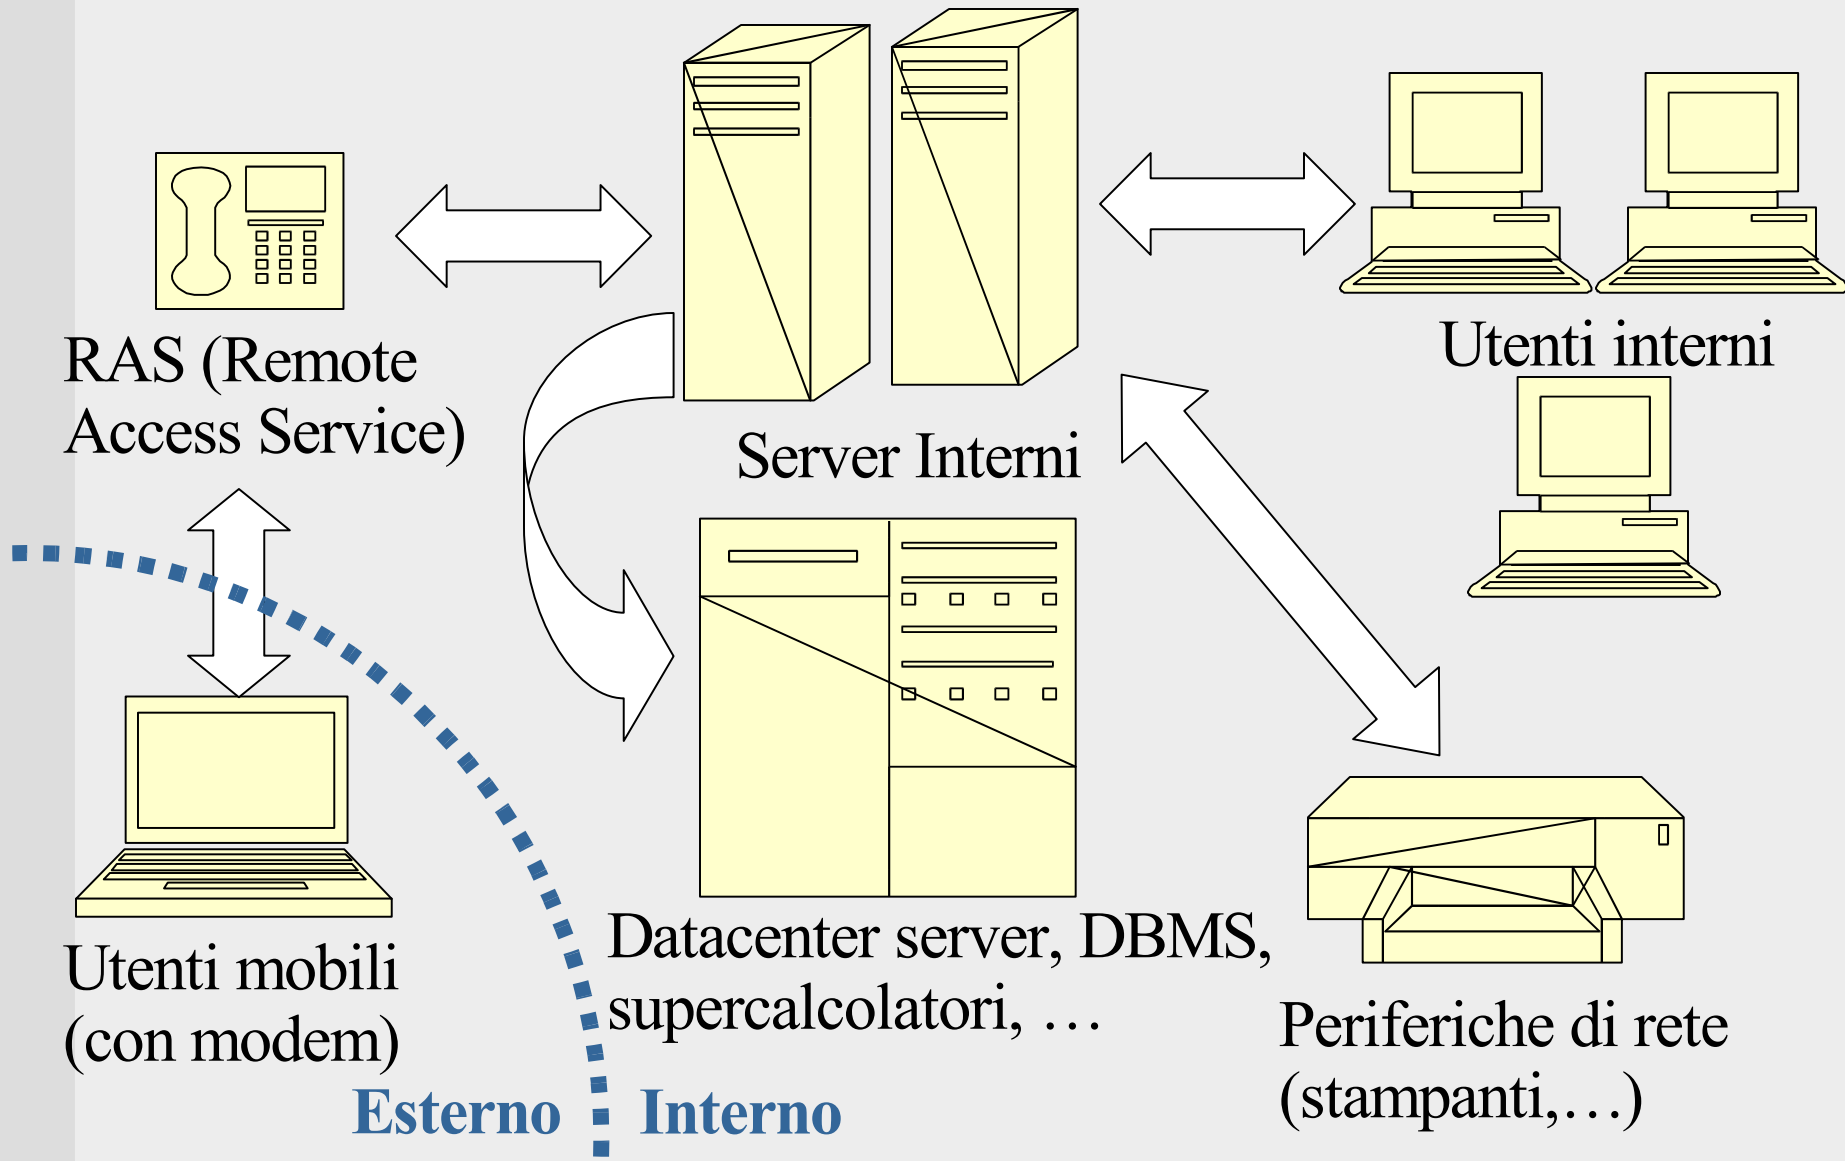 RAS (Remote
Access Service)
Server Interni
Utenti interni
Utenti mobili
(con modem)
Datacenter server, DBMS,
supercalcolatori, …
Periferiche di rete
(stampanti,…)
Esterno
Interno